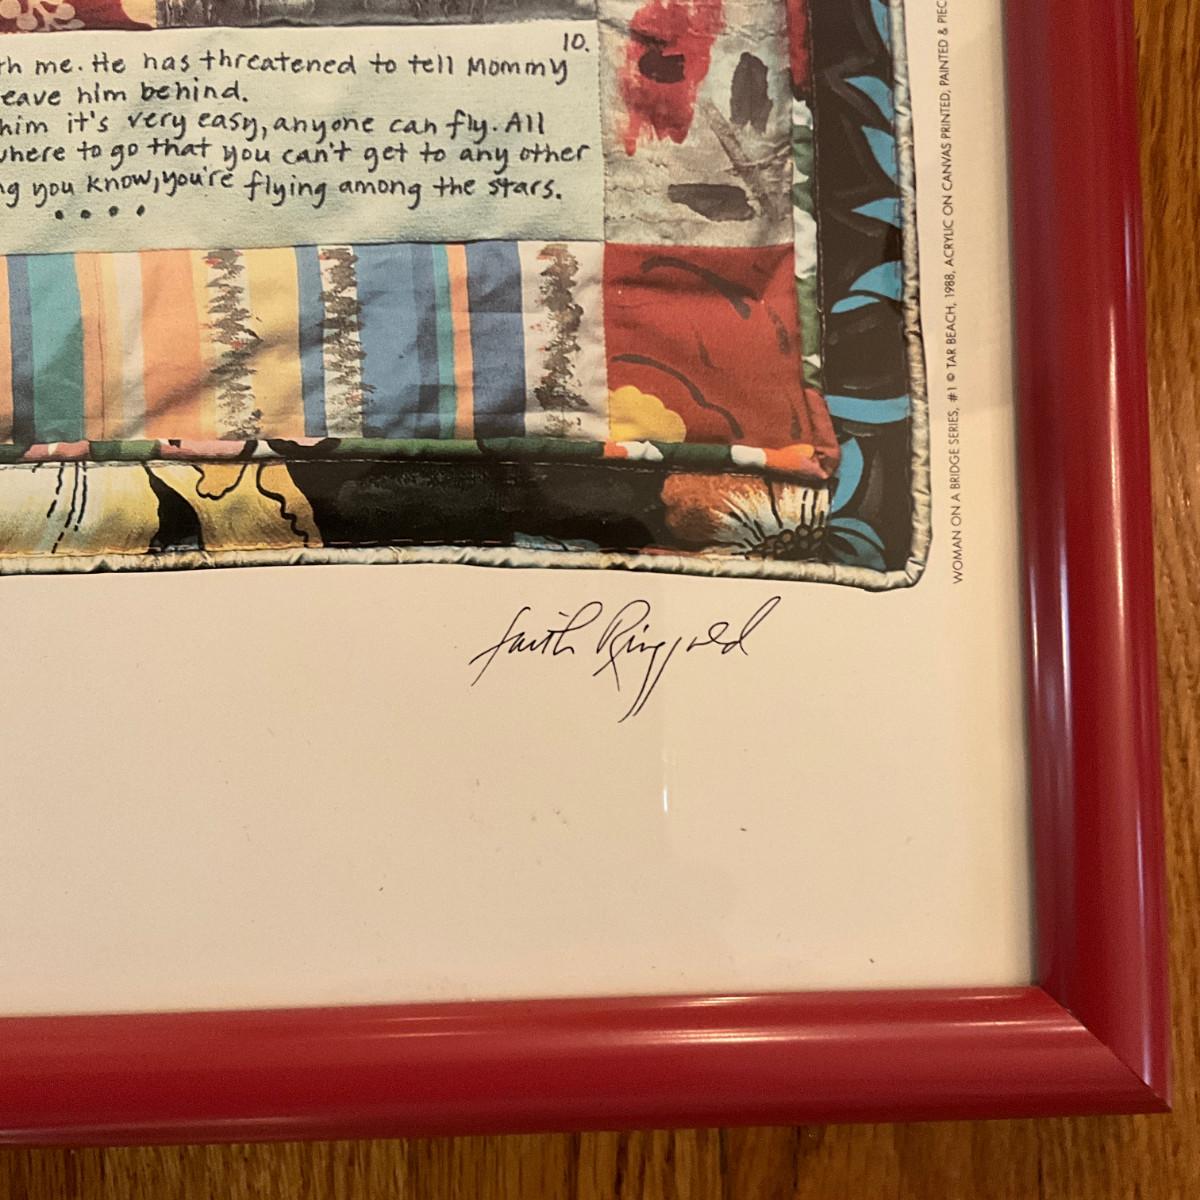 10.
th me. He has threatened to tell Mommy
eave him behind.
him it's very easy, anyone can fly. All
where to go that you can't get to any other
ng you know, you're flying among the stars.
. . . .
Faith Ringgold
WOMAN ON A BRIDGE SERIES, #1 © TAR BEACH, 1988, ACRYLIC ON CANVAS PRINTED, PAINTED & PIEC